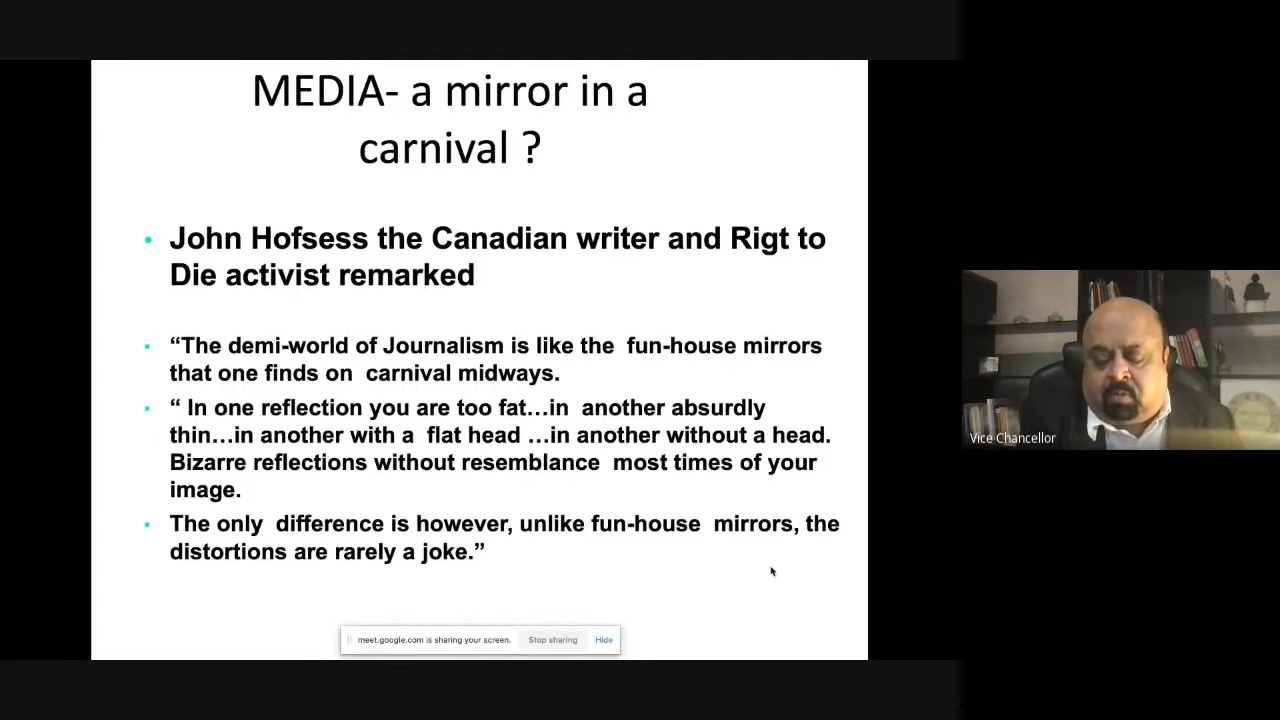 MEDIA- a mirror in a
carnival ?
• John Hofsess the Canadian writer and Rigt to
Die activist remarked
• “The demi-world of Journalism is like the fun-house mirrors
that one finds on carnival midways.
• “ In one reflection you are too fat…in another absurdly
thin…in another with a flat head …in another without a head.
Bizarre reflections without resemblance most times of your
image.
• The only difference is however, unlike fun-house mirrors, the
distortions are rarely a joke.”
meet.google.com is sharing your screen. Stop sharing Hide
Vice Chancellor